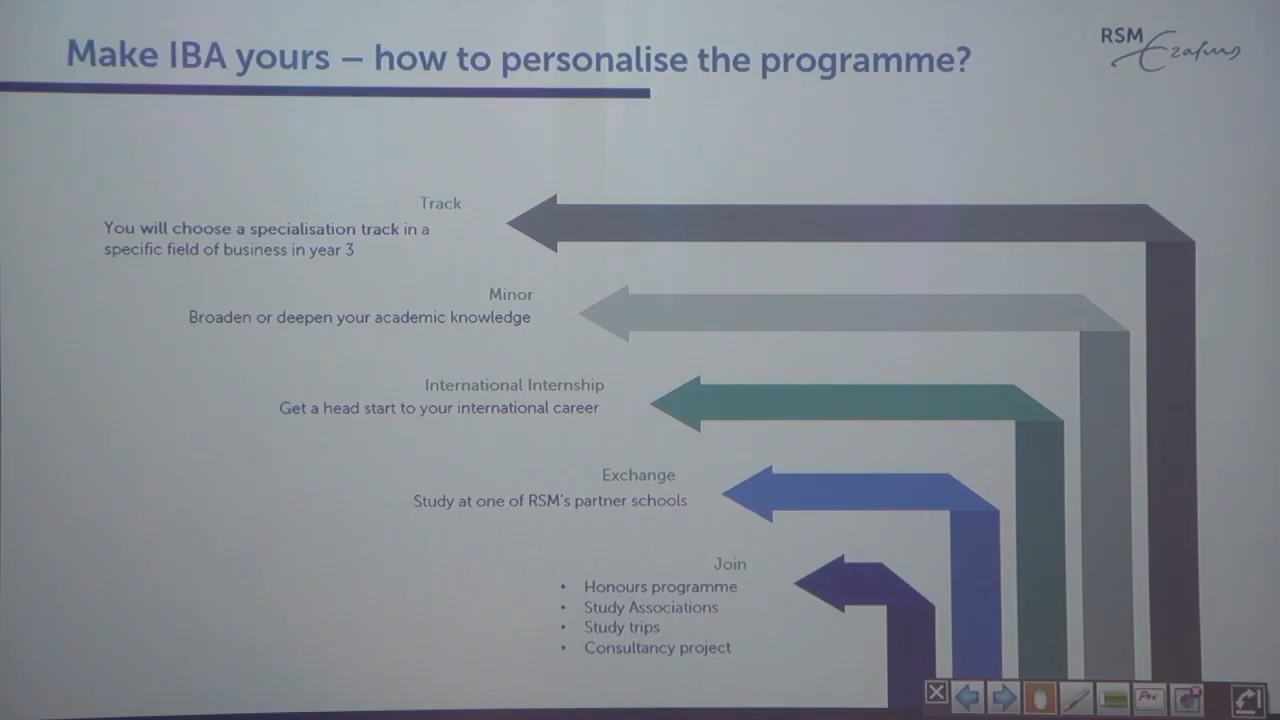 Make IBA yours – how to personalise the programme?
RSM
Erasmus
Track
You will choose a specialisation track in a
specific field of business in year 3
Minor
Broaden or deepen your academic knowledge
International Internship
Get a head start to your international career
Exchange
Study at one of RSM's partner schools
Join
• Honours programme
• Study Associations
• Study trips
• Consultancy project